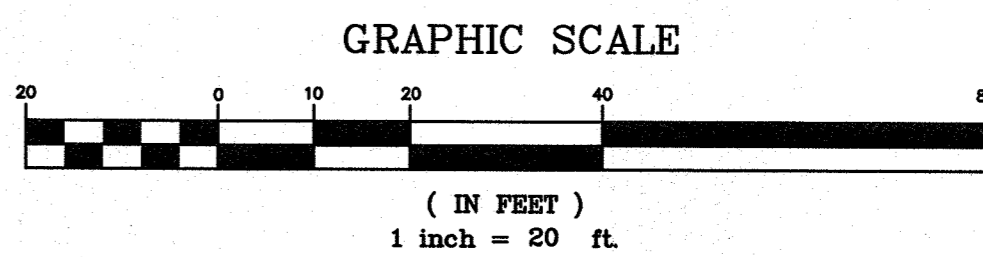 GRAPHIC SCALE
20 0 10 20 40
( IN FEET )
1 inch = 20 ft.